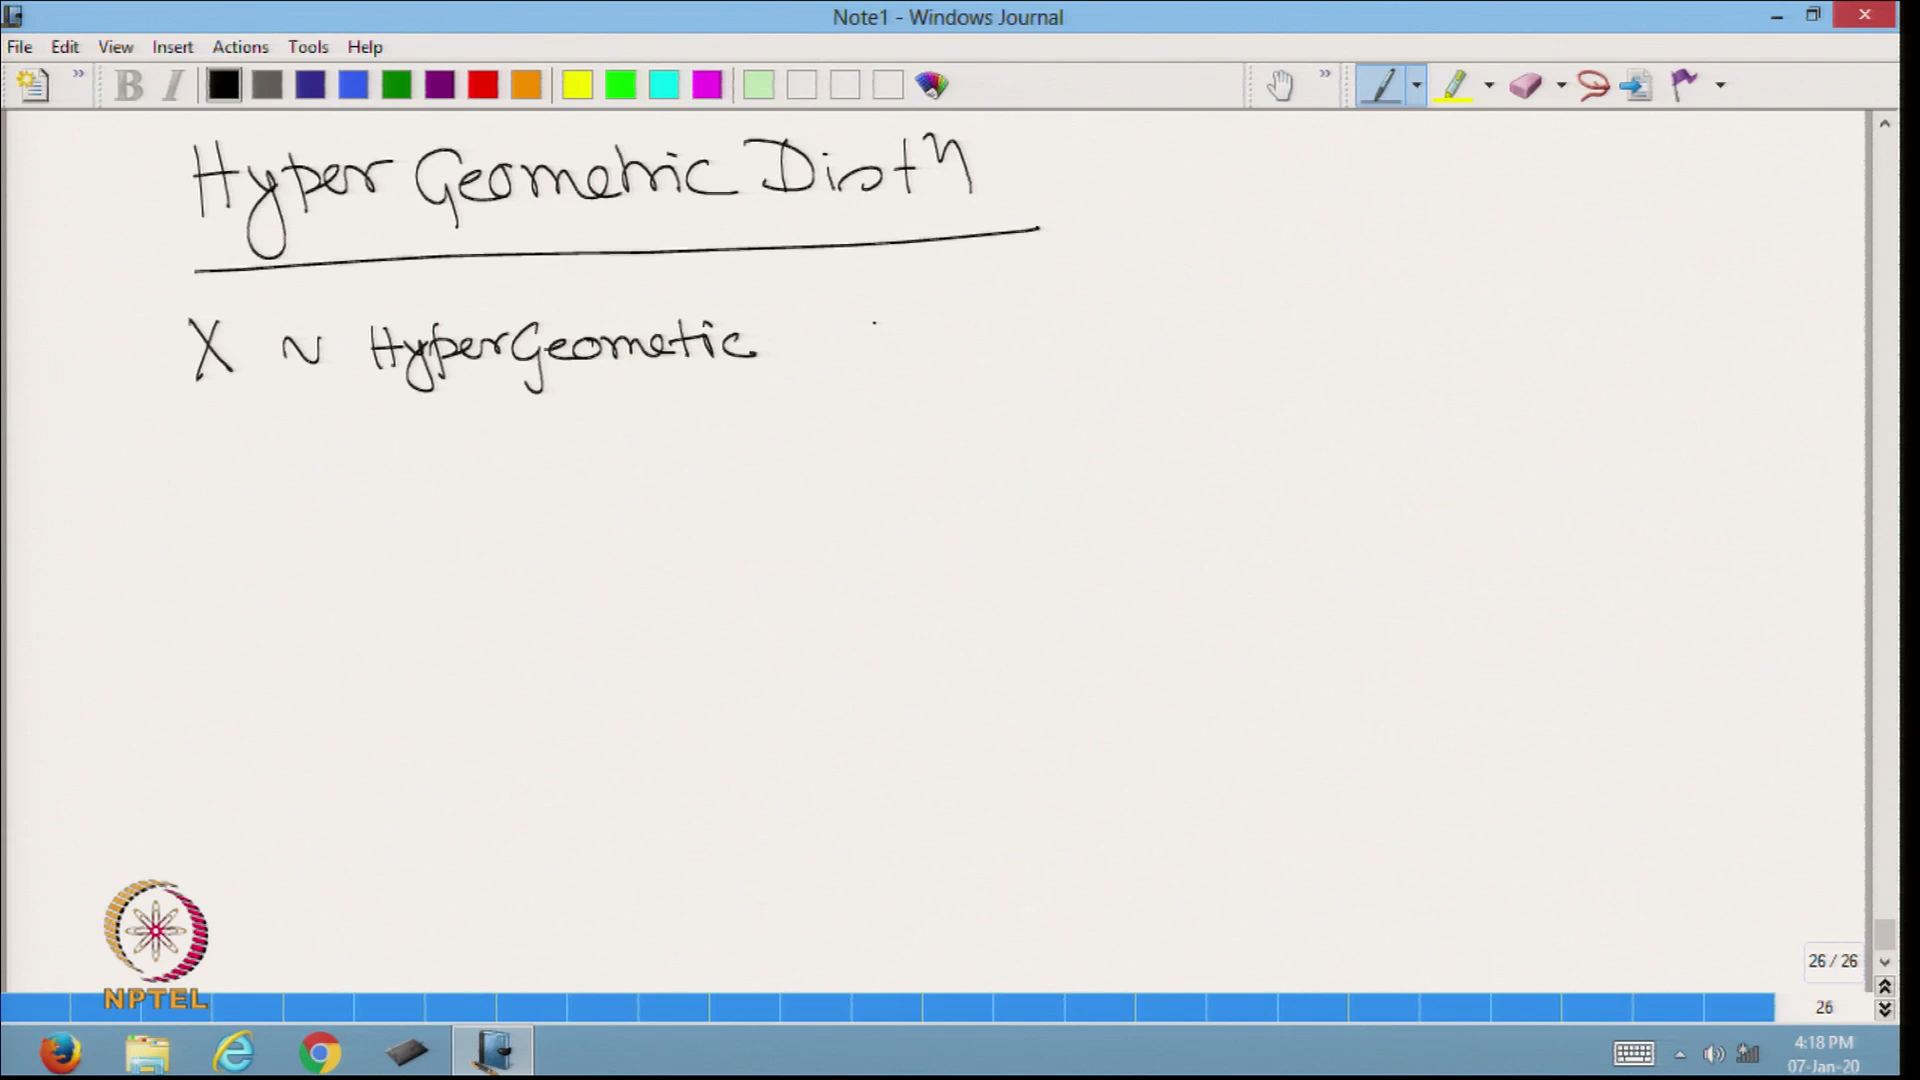 Note1 - Windows Journal
File Edit View Insert Actions Tools Help
B I
Hyper Geometric Distⁿ
X ~ HyperGeometic
NPTEL
26 / 26
26
4:18 PM
07-Jan-20